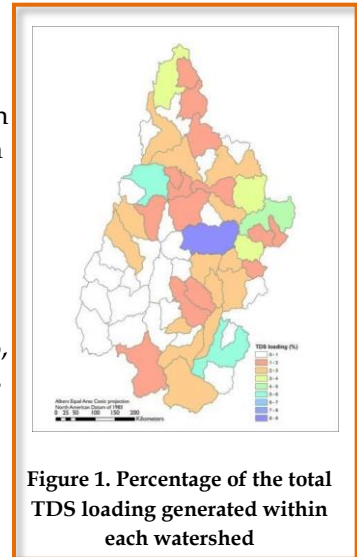 n
TDS loading (%)
0 - 1
1 - 2
2 - 3
3 - 4
4 - 5
5 - 6
6 - 7
7 - 8
8 - 9
Albers Equal Area Conic projection
North American Datum of 1983
0 25 50 100 150 200
Kilometers
Figure 1. Percentage of the total
TDS loading generated within
each watershed